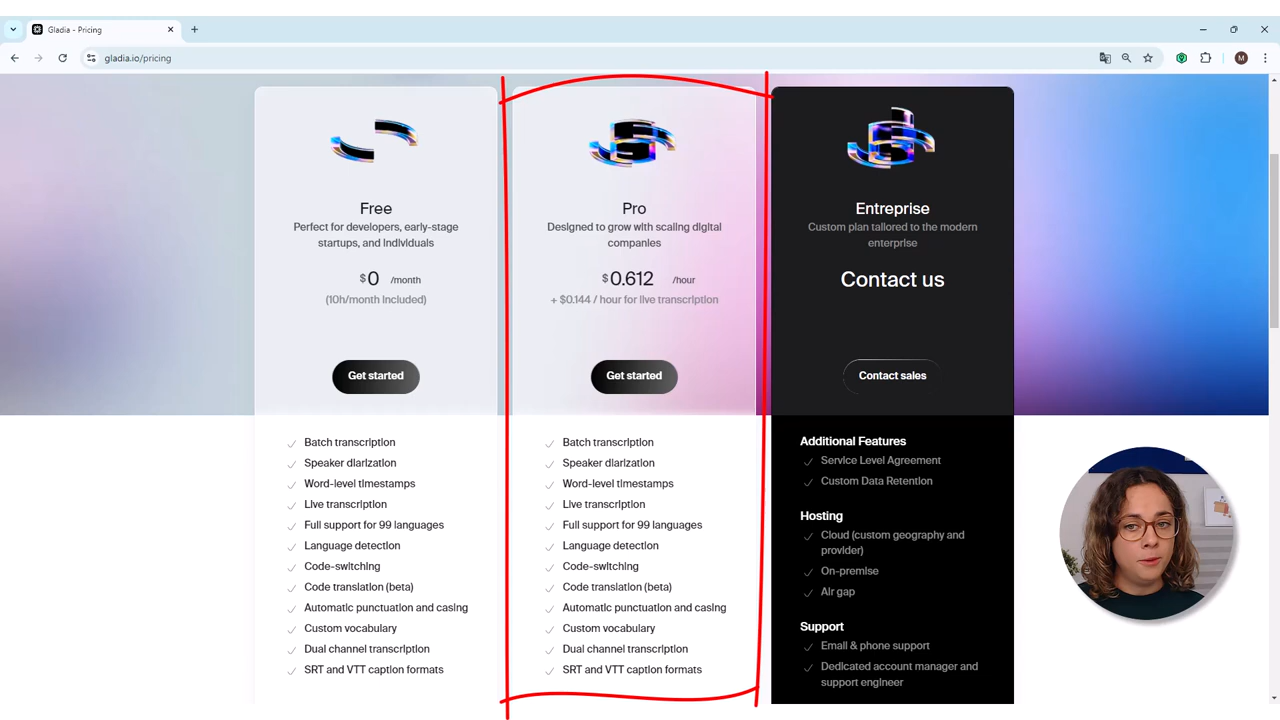 Gladia - Pricing
gladia.io/pricing
M
Free
Perfect for developers, early-stage
startups, and individuals
$0 /month
(10h/month included)
Get started
Batch transcription
Speaker diarization
Word-level timestamps
Live transcription
Full support for 99 languages
Language detection
Code-switching
Code translation (beta)
Automatic punctuation and casing
Custom vocabulary
Dual channel transcription
SRT and VTT caption formats
Pro
Designed to grow with scaling digital
companies
$0.612 /hour
+ $0.144 / hour for live transcription
Get started
Batch transcription
Speaker diarization
Word-level timestamps
Live transcription
Full support for 99 languages
Language detection
Code-switching
Code translation (beta)
Automatic punctuation and casing
Custom vocabulary
Dual channel transcription
SRT and VTT caption formats
Entreprise
Custom plan tailored to the modern
enterprise
Contact us
Contact sales
Additional Features
Service Level Agreement
Custom Data Retention
Hosting
Cloud (custom geography and
provider)
On-premise
Air gap
Support
Email & phone support
Dedicated account manager and
support engineer